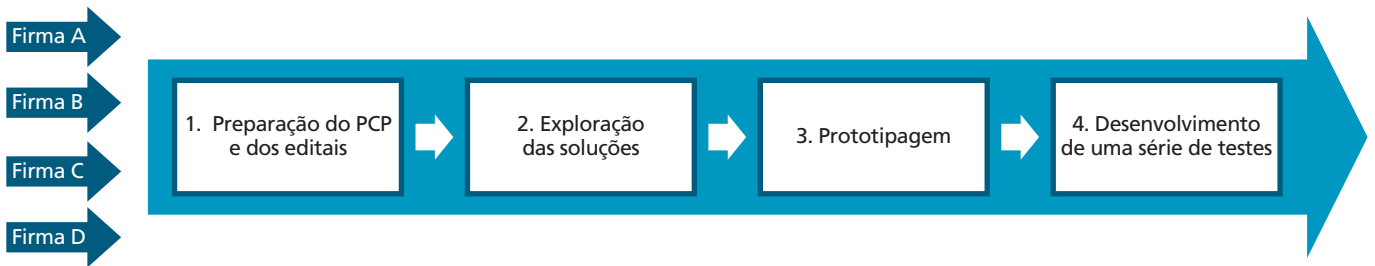 Firma A
Firma B
Firma C
Firma D
1. Preparação do PCP
e dos editais
2. Exploração
das soluções
3. Prototipagem
4. Desenvolvimento
de uma série de testes